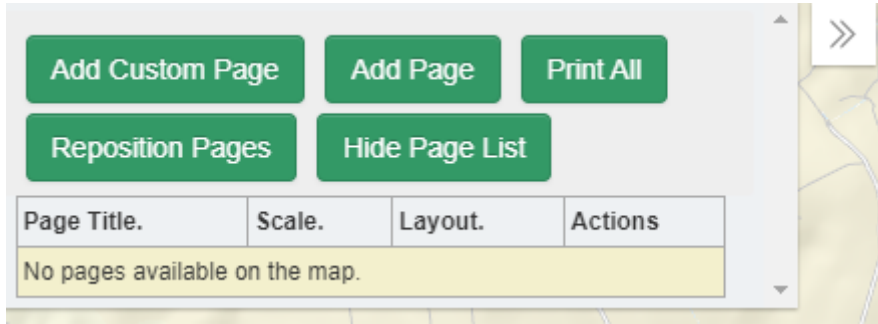 Add Custom Page Add Page Print All
Reposition Pages Hide Page List
Page Title. Scale. Layout. Actions
No pages available on the map.